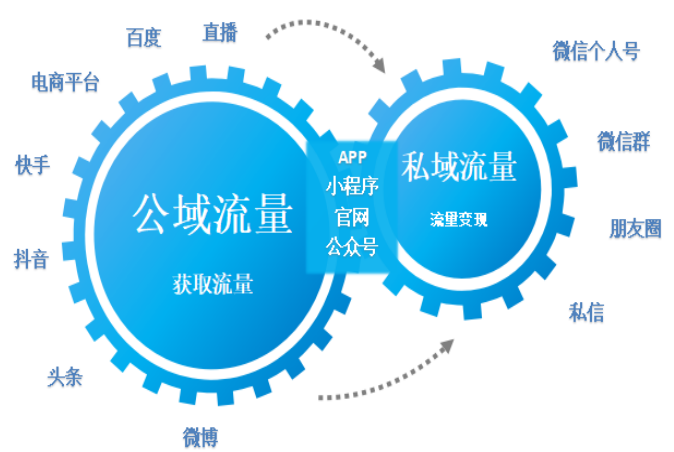 直播
百度
电商平台
快手
抖音
头条
微博
公域流量
获取流量
APP
小程序
官网
公众号
私域流量
流量变现
微信个人号
微信群
朋友圈
私信